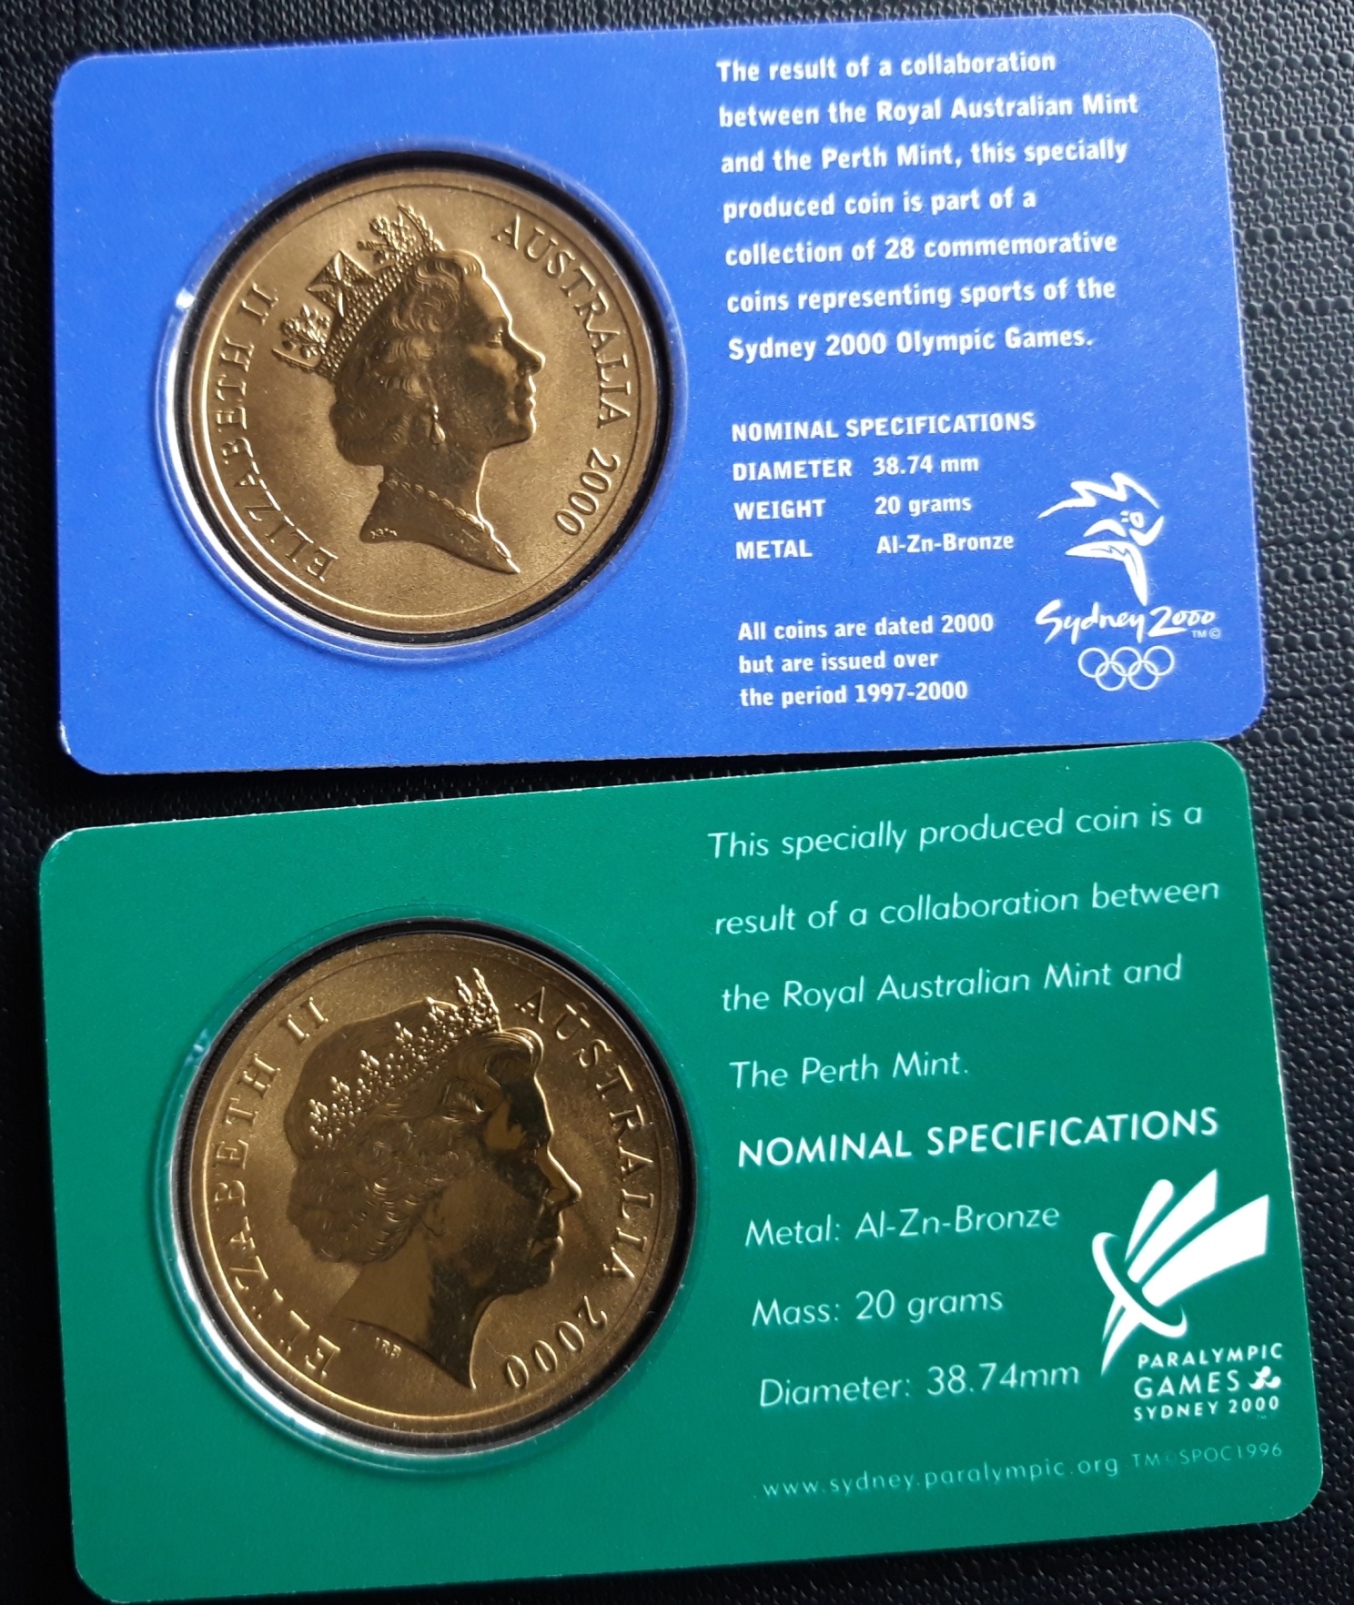 ELIZABETH II AUSTRALIA 2000
The result of a collaboration
between the Royal Australian Mint
and the Perth Mint, this specially
produced coin is part of a
collection of 28 commemorative
coins representing sports of the
Sydney 2000 Olympic Games.
NOMINAL SPECIFICATIONS
DIAMETER 38.74 mm
WEIGHT 20 grams
METAL Al-Zn-Bronze
All coins are dated 2000
but are issued over
the period 1997-2000
Sydney 2000
TM ©
ELIZABETH II AUSTRALIA 2000
IRB
This specially produced coin is a
result of a collaboration between
the Royal Australian Mint and
The Perth Mint.
NOMINAL SPECIFICATIONS
Metal: Al-Zn-Bronze
Mass: 20 grams
Diameter: 38.74mm
PARALYMPIC
GAMES
SYDNEY 2000
www.sydney.paralympic.org TM © SPOC1996